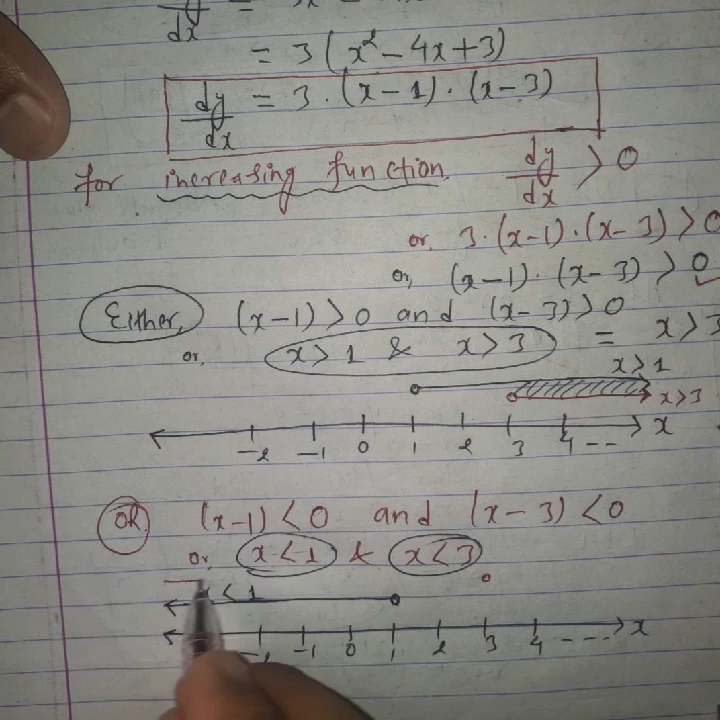 dy/dx =
= 3 (x² - 4x + 3)
dy/dx = 3 · (x - 1) · (x - 3)
for increasing function. dy/dx > 0
or, 3 · (x - 1) · (x - 3) > 0
or, (x - 1) · (x - 3) > 0
Either, (x - 1) > 0 and (x - 3) > 0
or, x > 1 & x > 3 = x > 3
x > 1
x > 3
-2 -1 0 1 2 3 4 -- x
OR (x - 1) < 0 and (x - 3) < 0
or, x < 1 & x < 3
x < 1
-1 0 1 2 3 4 ---- x